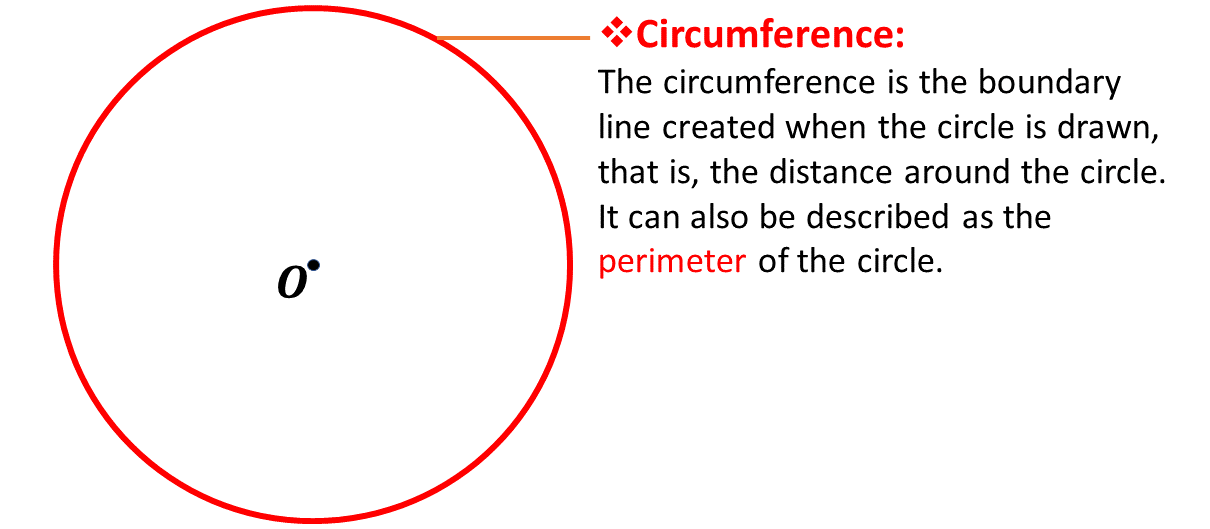 ❖Circumference:
The circumference is the boundary
line created when the circle is drawn,
that is, the distance around the circle.
It can also be described as the
perimeter of the circle.
O